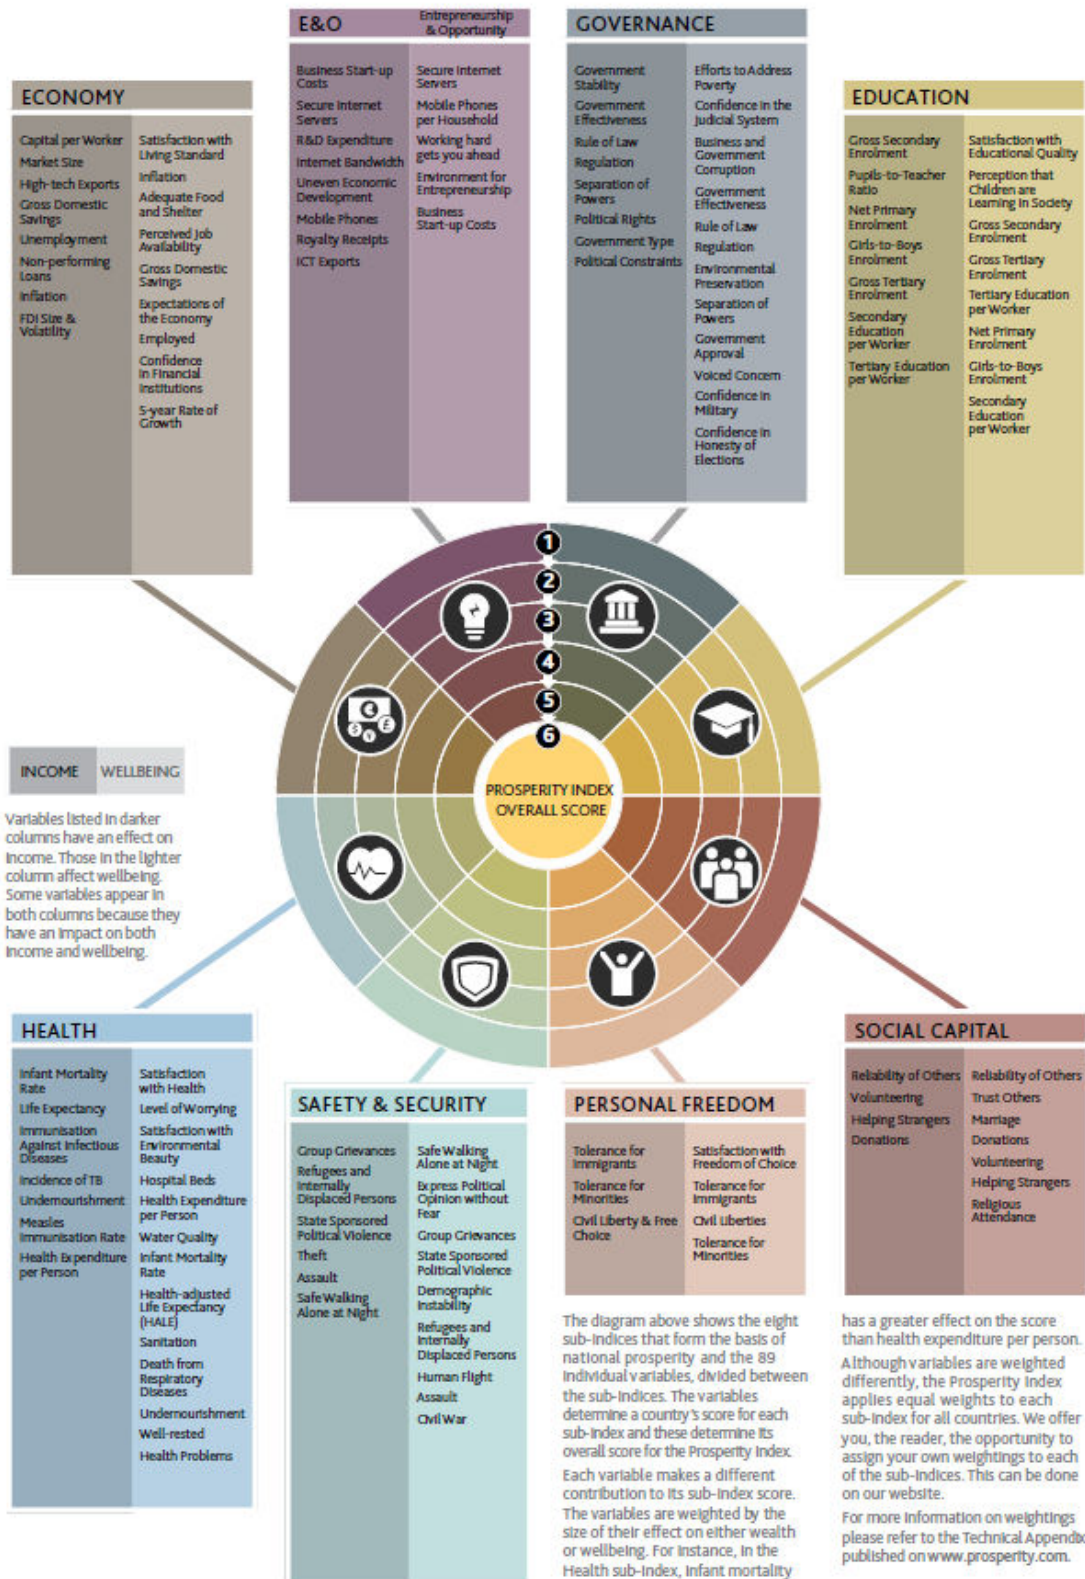 E&O
Entrepreneurship
& Opportunity
Business Start-up
Costs
Secure Internet
Servers
R&D Expenditure
Internet Bandwidth
Uneven Economic
Development
Mobile Phones
Royalty Receipts
ICT Exports
Secure Internet
Servers
Mobile Phones
per Household
Working hard
gets you ahead
Environment for
Entrepreneurship
Business
Start-up Costs
GOVERNANCE
Government
Stability
Government
Effectiveness
Rule of Law
Regulation
Separation of
Powers
Political Rights
Government Type
Political Constraints
Efforts to Address
Poverty
Confidence in the
Judicial System
Business and
Government
Corruption
Government
Effectiveness
Rule of Law
Regulation
Environmental
Preservation
Separation of
Powers
Government
Approval
Voiced Concern
Confidence in
Military
Confidence in
Honesty of
Elections
ECONOMY
Capital per Worker
Market Size
High-tech Exports
Gross Domestic
Savings
Unemployment
Non-performing
Loans
Inflation
FDI Size &
Volatility
Satisfaction with
Living Standard
Inflation
Adequate Food
and Shelter
Perceived Job
Availability
Gross Domestic
Savings
Expectations of
the Economy
Employed
Confidence
in Financial
Institutions
5-year Rate of
Growth
EDUCATION
Gross Secondary
Enrolment
Pupils-to-Teacher
Ratio
Net Primary
Enrolment
Girls-to-Boys
Enrolment
Gross Tertiary
Enrolment
Secondary
Education
per Worker
Tertiary Education
per Worker
Satisfaction with
Educational Quality
Perception that
Children are
Learning in Society
Gross Secondary
Enrolment
Gross Tertiary
Enrolment
Tertiary Education
per Worker
Net Primary
Enrolment
Girls-to-Boys
Enrolment
Secondary
Education
per Worker
1
2
3
4
5
6
PROSPERITY INDEX
OVERALL SCORE
INCOME
WELLBEING
Variables listed in darker
columns have an effect on
income. Those in the lighter
column affect wellbeing.
Some variables appear in
both columns because they
have an impact on both
income and wellbeing.
HEALTH
Infant Mortality
Rate
Life Expectancy
Immunisation
Against Infectious
Diseases
Incidence of TB
Undernourishment
Measles
Immunisation Rate
Health Expenditure
per Person
Satisfaction
with Health
Level of Worrying
Satisfaction with
Environmental
Beauty
Hospital Beds
Health Expenditure
per Person
Water Quality
Infant Mortality
Rate
Health-adjusted
Life Expectancy
(HALE)
Sanitation
Death from
Respiratory
Diseases
Undernourishment
Well-rested
Health Problems
SAFETY & SECURITY
Group Grievances
Refugees and
Internally
Displaced Persons
State Sponsored
Political Violence
Theft
Assault
Safe Walking
Alone at Night
Safe Walking
Alone at Night
Express Political
Opinion without
Fear
Group Grievances
State Sponsored
Political Violence
Demographic
Instability
Refugees and
Internally
Displaced Persons
Human Flight
Assault
Civil War
PERSONAL FREEDOM
Tolerance for
Immigrants
Tolerance for
Minorities
Civil Liberty & Free
Choice
Satisfaction with
Freedom of Choice
Tolerance for
Immigrants
Civil Liberties
Tolerance for
Minorities
SOCIAL CAPITAL
Reliability of Others
Volunteering
Helping Strangers
Donations
Reliability of Others
Trust Others
Marriage
Donations
Volunteering
Helping Strangers
Religious
Attendance
The diagram above shows the eight
sub-indices that form the basis of
national prosperity and the 89
individual variables, divided between
the sub-indices. The variables
determine a country's score for each
sub-index and these determine its
overall score for the Prosperity Index.
Each variable makes a different
contribution to its sub-index score.
The variables are weighted by the
size of their effect on either wealth
or wellbeing. For instance, in the
Health sub-index, infant mortality
has a greater effect on the score
than health expenditure per person.
Although variables are weighted
differently, the Prosperity Index
applies equal weights to each
sub-index for all countries. We offer
you, the reader, the opportunity to
assign your own weightings to each
of the sub-indices. This can be done
on our website.
For more information on weightings
please refer to the Technical Appendix
published on www.prosperity.com.